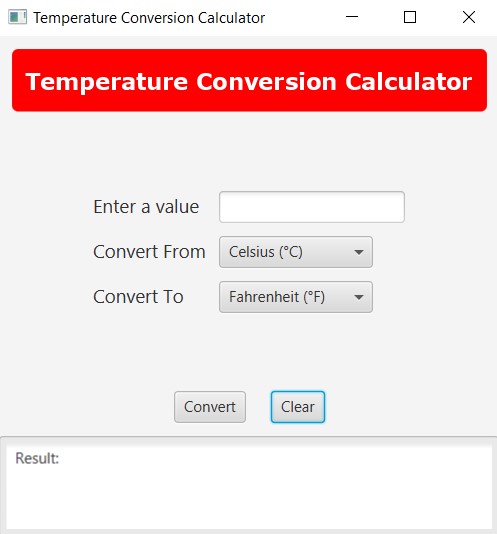 Temperature Conversion Calculator
Temperature Conversion Calculator
Enter a value
Convert From Celsius (°C)
Convert To Fahrenheit (°F)
Convert Clear
Result: